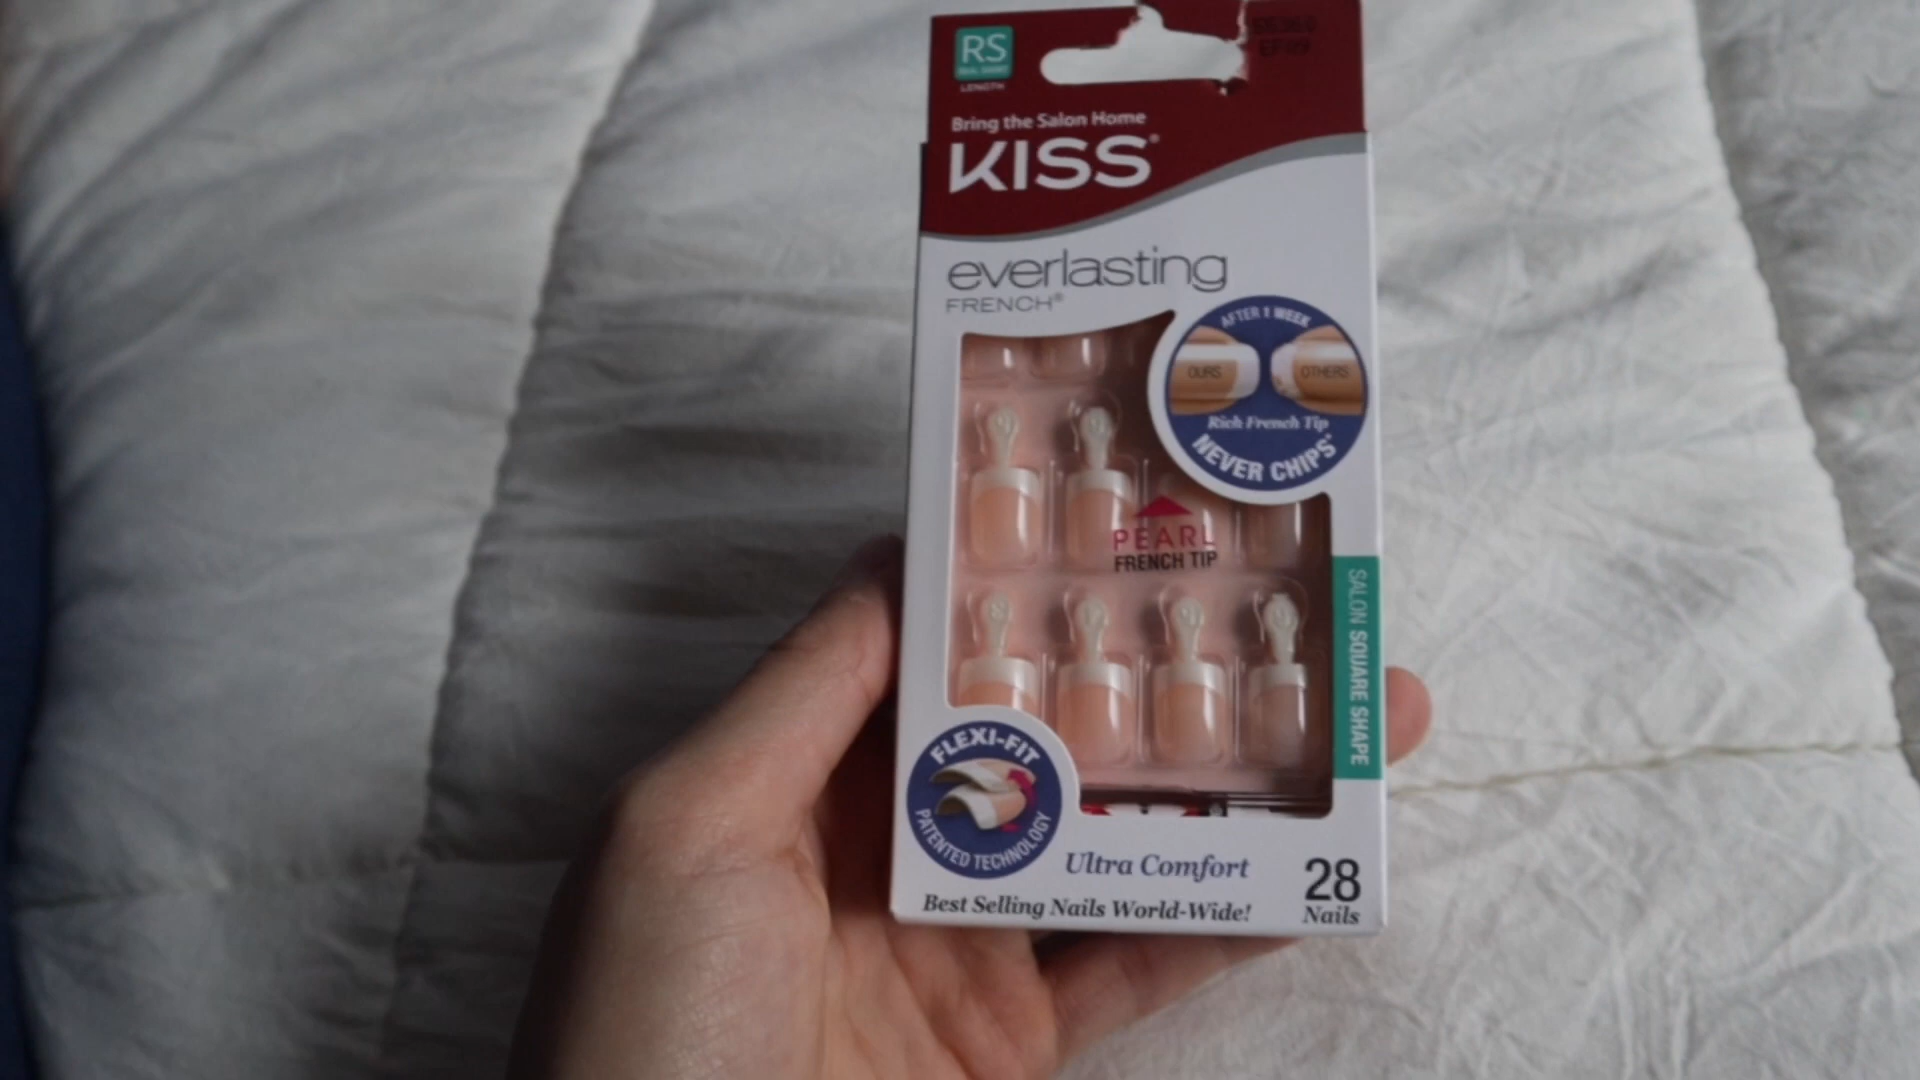 RS
REAL SHORT
LENGTH
Bring the Salon Home
KISS®
everlasting
FRENCH®
AFTER 1 WEEK
OURS
OTHERS
Rich French Tip
NEVER CHIPS*
PEARL
FRENCH TIP
SALON SQUARE SHAPE
FLEXI-FIT
PATENTED TECHNOLOGY
Ultra Comfort
28
Nails
Best Selling Nails World-Wide!